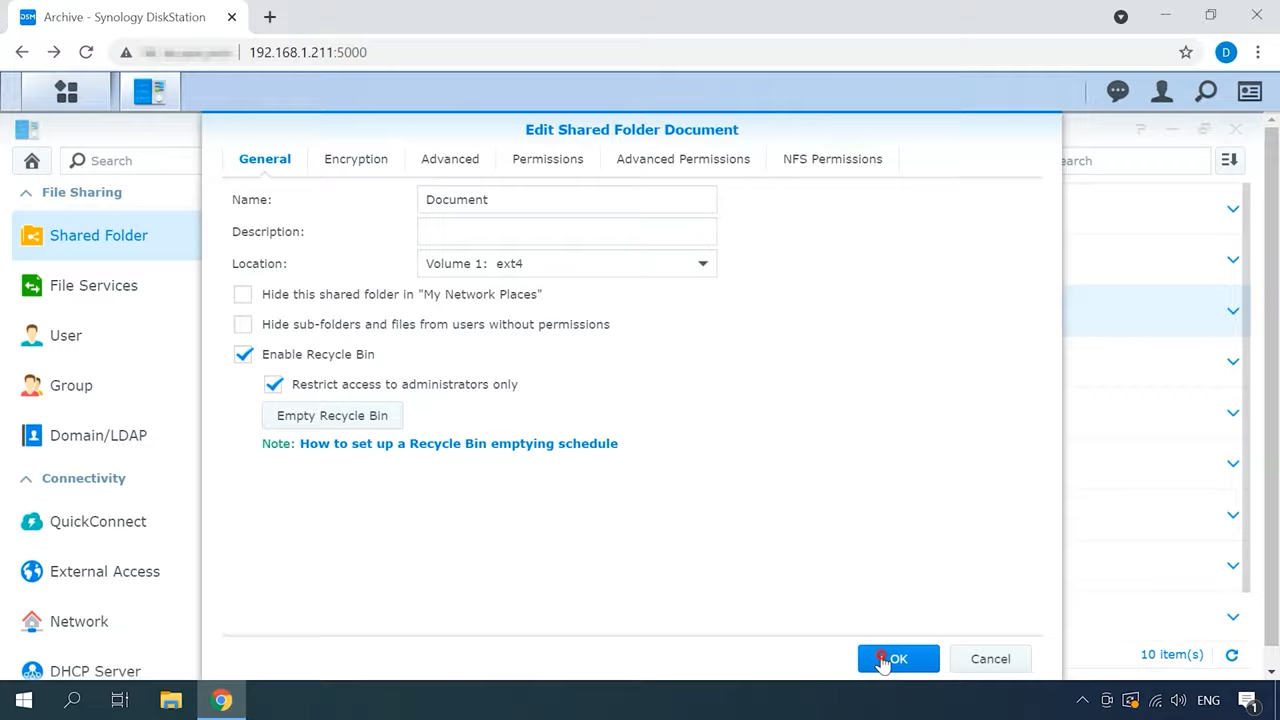 DSM Archive - Synology DiskStation
192.168.1.211:5000
D
Edit Shared Folder Document
Search
General Encryption Advanced Permissions Advanced Permissions NFS Permissions
earch
File Sharing
Name: Document
Description:
Shared Folder
Location: Volume 1: ext4
File Services
Hide this shared folder in "My Network Places"
Hide sub-folders and files from users without permissions
User
Enable Recycle Bin
Restrict access to administrators only
Group
Empty Recycle Bin
Domain/LDAP
Note: How to set up a Recycle Bin emptying schedule
Connectivity
QuickConnect
External Access
Network
10 item(s)
OK Cancel
DHCP Server
ENG
1